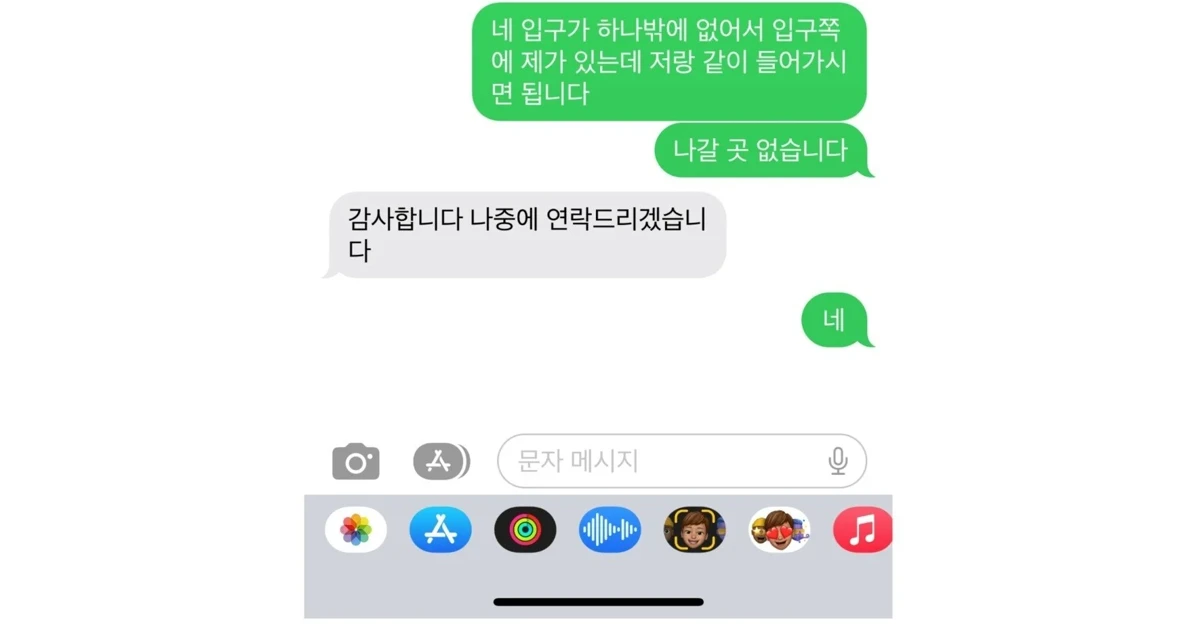 네 입구가 하나밖에 없어서 입구쪽
에 제가 있는데 저랑 같이 들어가시
면 됩니다
나갈 곳 없습니다
감사합니다 나중에 연락드리겠습니
다
네
문자 메시지